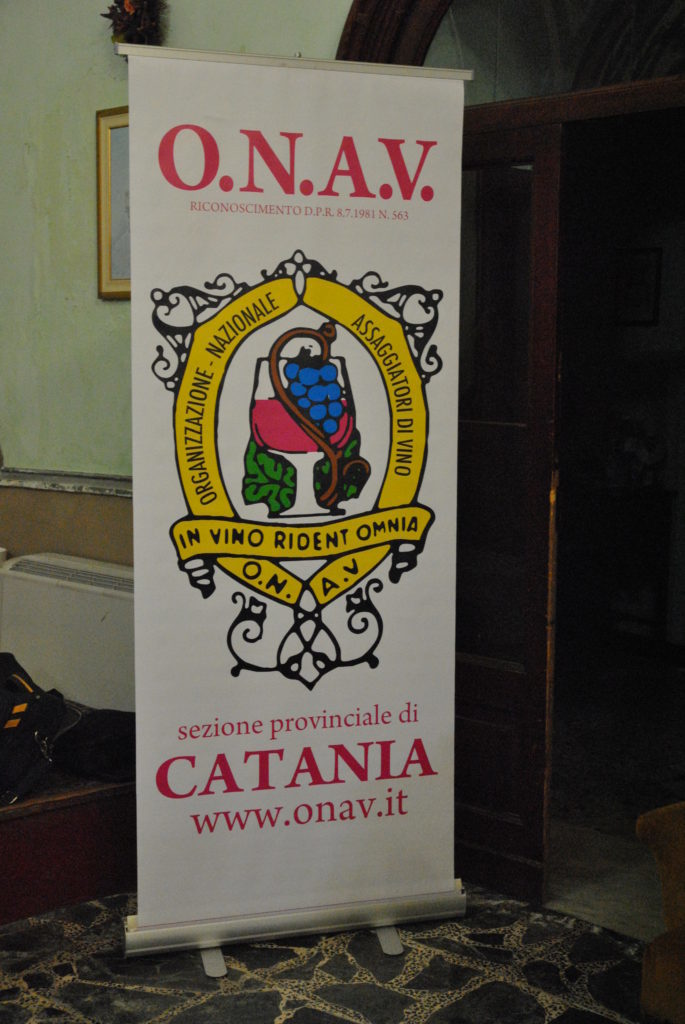 O.N.A.V.
RICONOSCIMENTO D.P.R. 8.7.1981 N. 563
ORGANIZZAZIONE - NAZIONALE
ASSAGGIATORI DI VINO
IN VINO RIDENT OMNIA
O.N. A.V
sezione provinciale di
CATANIA
www.onav.it